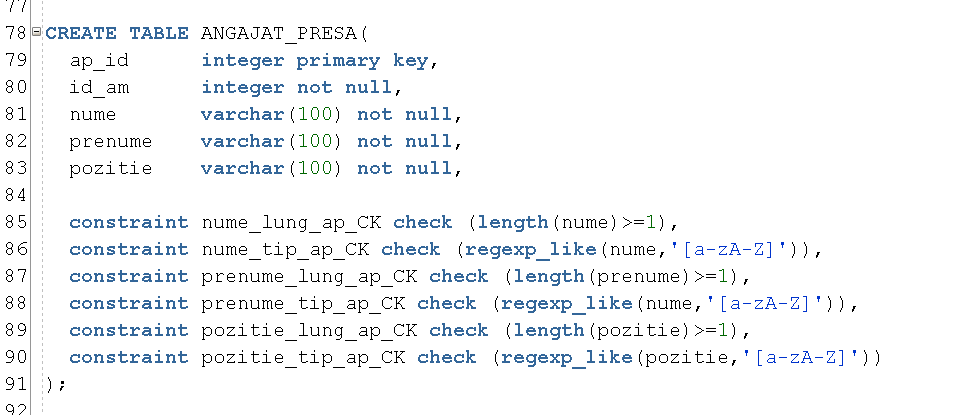 77
78 CREATE TABLE ANGAJAT_PRESA(
79 ap_id integer primary key,
80 id_am integer not null,
81 nume varchar(100) not null,
82 prenume varchar(100) not null,
83 pozitie varchar(100) not null,
84
85 constraint nume_lung_ap_CK check (length(nume)>=1),
86 constraint nume_tip_ap_CK check (regexp_like(nume,'[a-zA-Z]')),
87 constraint prenume_lung_ap_CK check (length(prenume)>=1),
88 constraint prenume_tip_ap_CK check (regexp_like(nume,'[a-zA-Z]')),
89 constraint pozitie_lung_ap_CK check (length(pozitie)>=1),
90 constraint pozitie_tip_ap_CK check (regexp_like(pozitie,'[a-zA-Z]'))
91 );
92